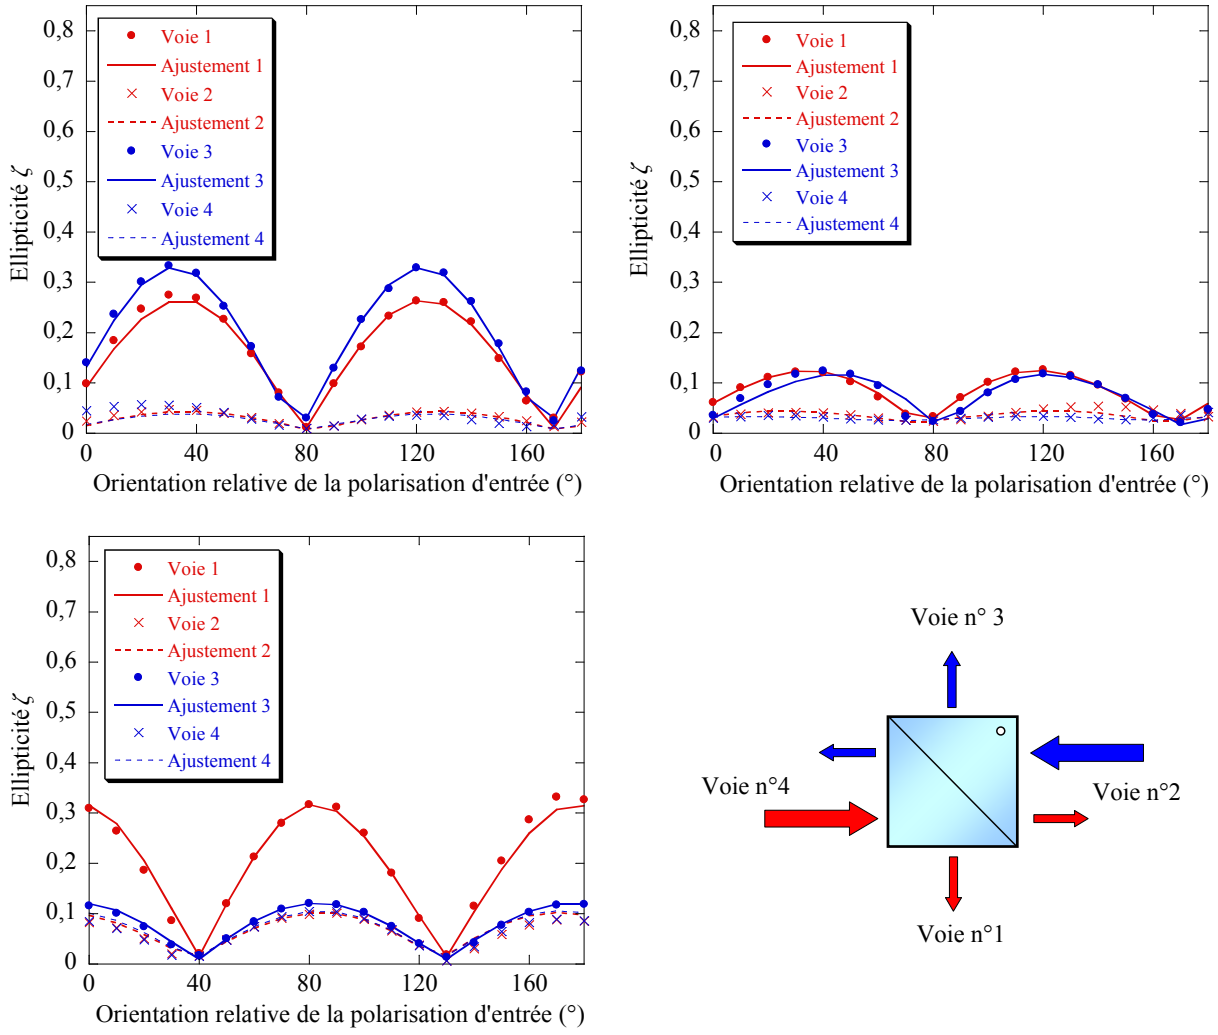 0,8
0,7
0,6
0,5
0,4
0,3
0,2
0,1
0
Ellipticité ζ
Voie 1
Ajustement 1
Voie 2
Ajustement 2
Voie 3
Ajustement 3
Voie 4
Ajustement 4
0 40 80 120 160
Orientation relative de la polarisation d'entrée (°)
0,8
0,7
0,6
0,5
0,4
0,3
0,2
0,1
0
Ellipticité ζ
Voie 1
Ajustement 1
Voie 2
Ajustement 2
Voie 3
Ajustement 3
Voie 4
Ajustement 4
0 40 80 120 160
Orientation relative de la polarisation d'entrée (°)
0,8
0,7
0,6
0,5
0,4
0,3
0,2
0,1
0
Ellipticité ζ
Voie 1
Ajustement 1
Voie 2
Ajustement 2
Voie 3
Ajustement 3
Voie 4
Ajustement 4
0 40 80 120 160
Orientation relative de la polarisation d'entrée (°)
Voie n° 3
Voie n°4
Voie n°2
Voie n°1